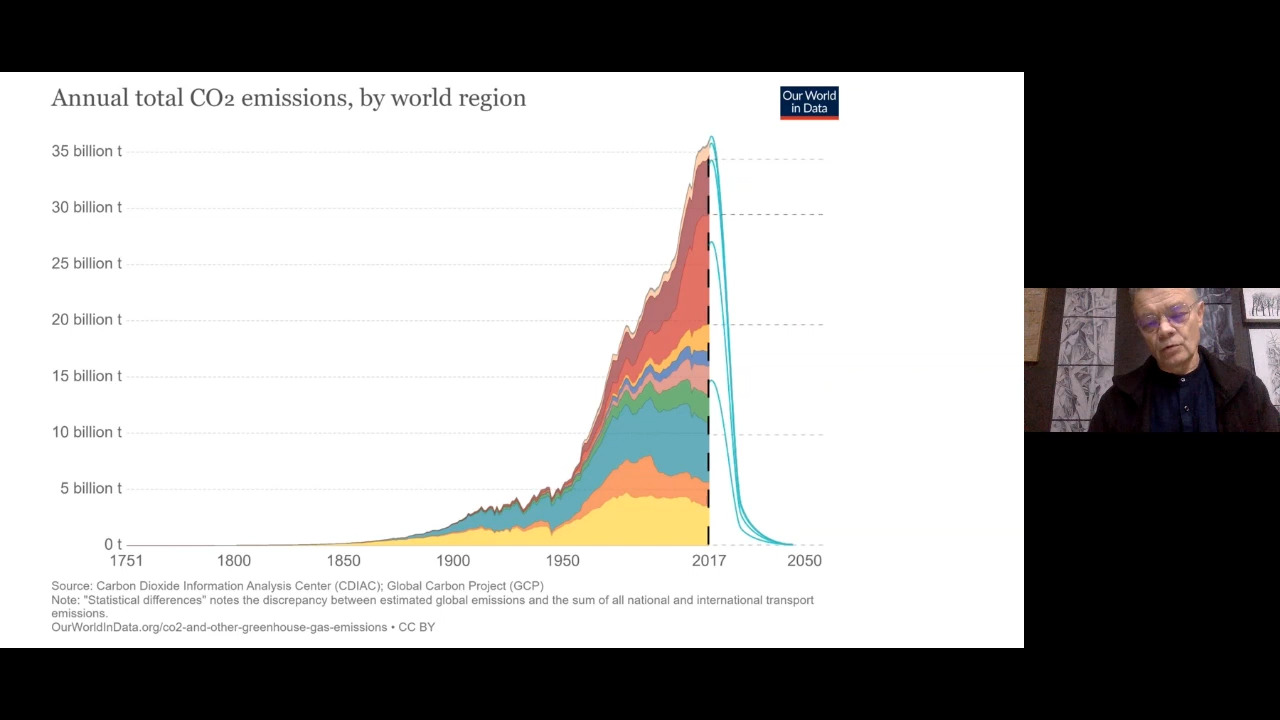 Annual total CO2 emissions, by world region
Our World
in Data
35 billion t
30 billion t
25 billion t
20 billion t
15 billion t
10 billion t
5 billion t
0 t
1751 1800 1850 1900 1950 2017 2050
Source: Carbon Dioxide Information Analysis Center (CDIAC); Global Carbon Project (GCP)
Note: "Statistical differences" notes the discrepancy between estimated global emissions and the sum of all national and international transport
emissions.
OurWorldInData.org/co2-and-other-greenhouse-gas-emissions • CC BY